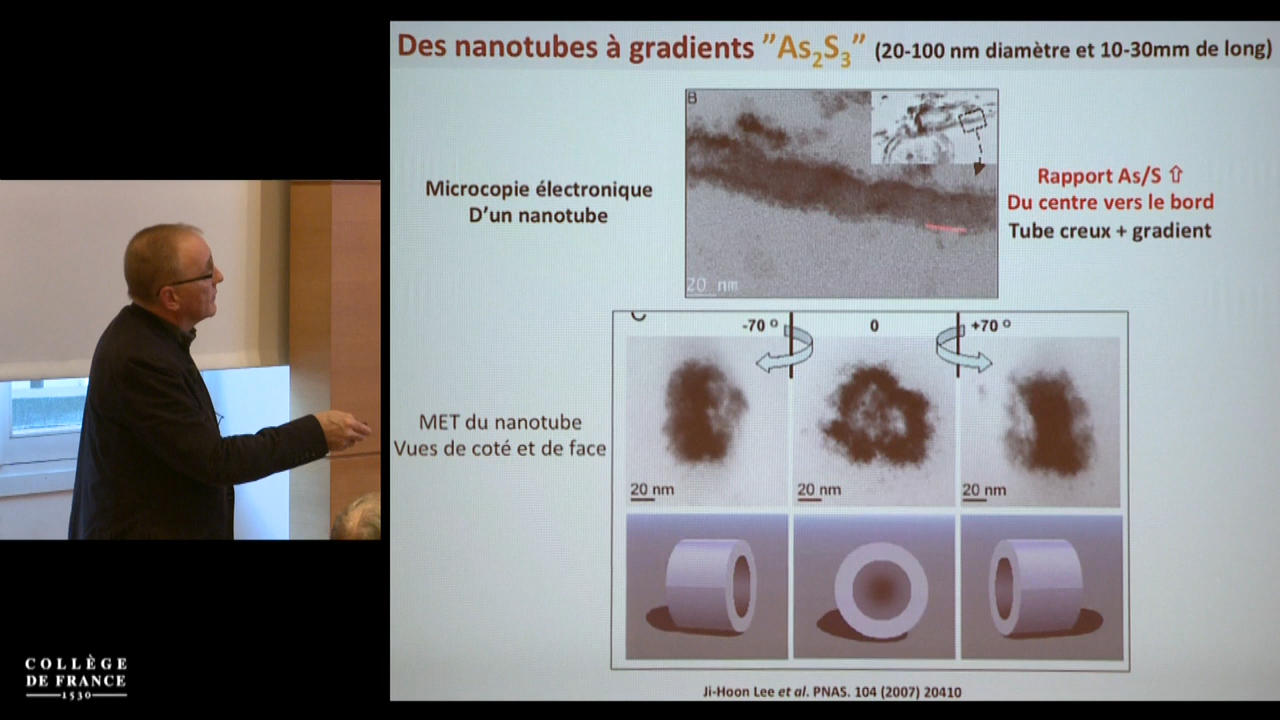 Des nanotubes à gradients ”As₂S₃” (20-100 nm diamètre et 10-30mm de long)
B
Microcopie électronique
D’un nanotube
20 nm
Rapport As/S ⇧
Du centre vers le bord
Tube creux + gradient
-70 º
0
+70 º
MET du nanotube
Vues de coté et de face
20 nm
20 nm
20 nm
Ji-Hoon Lee et al. PNAS. 104 (2007) 20410
COLLÈGE
DE FRANCE
1530